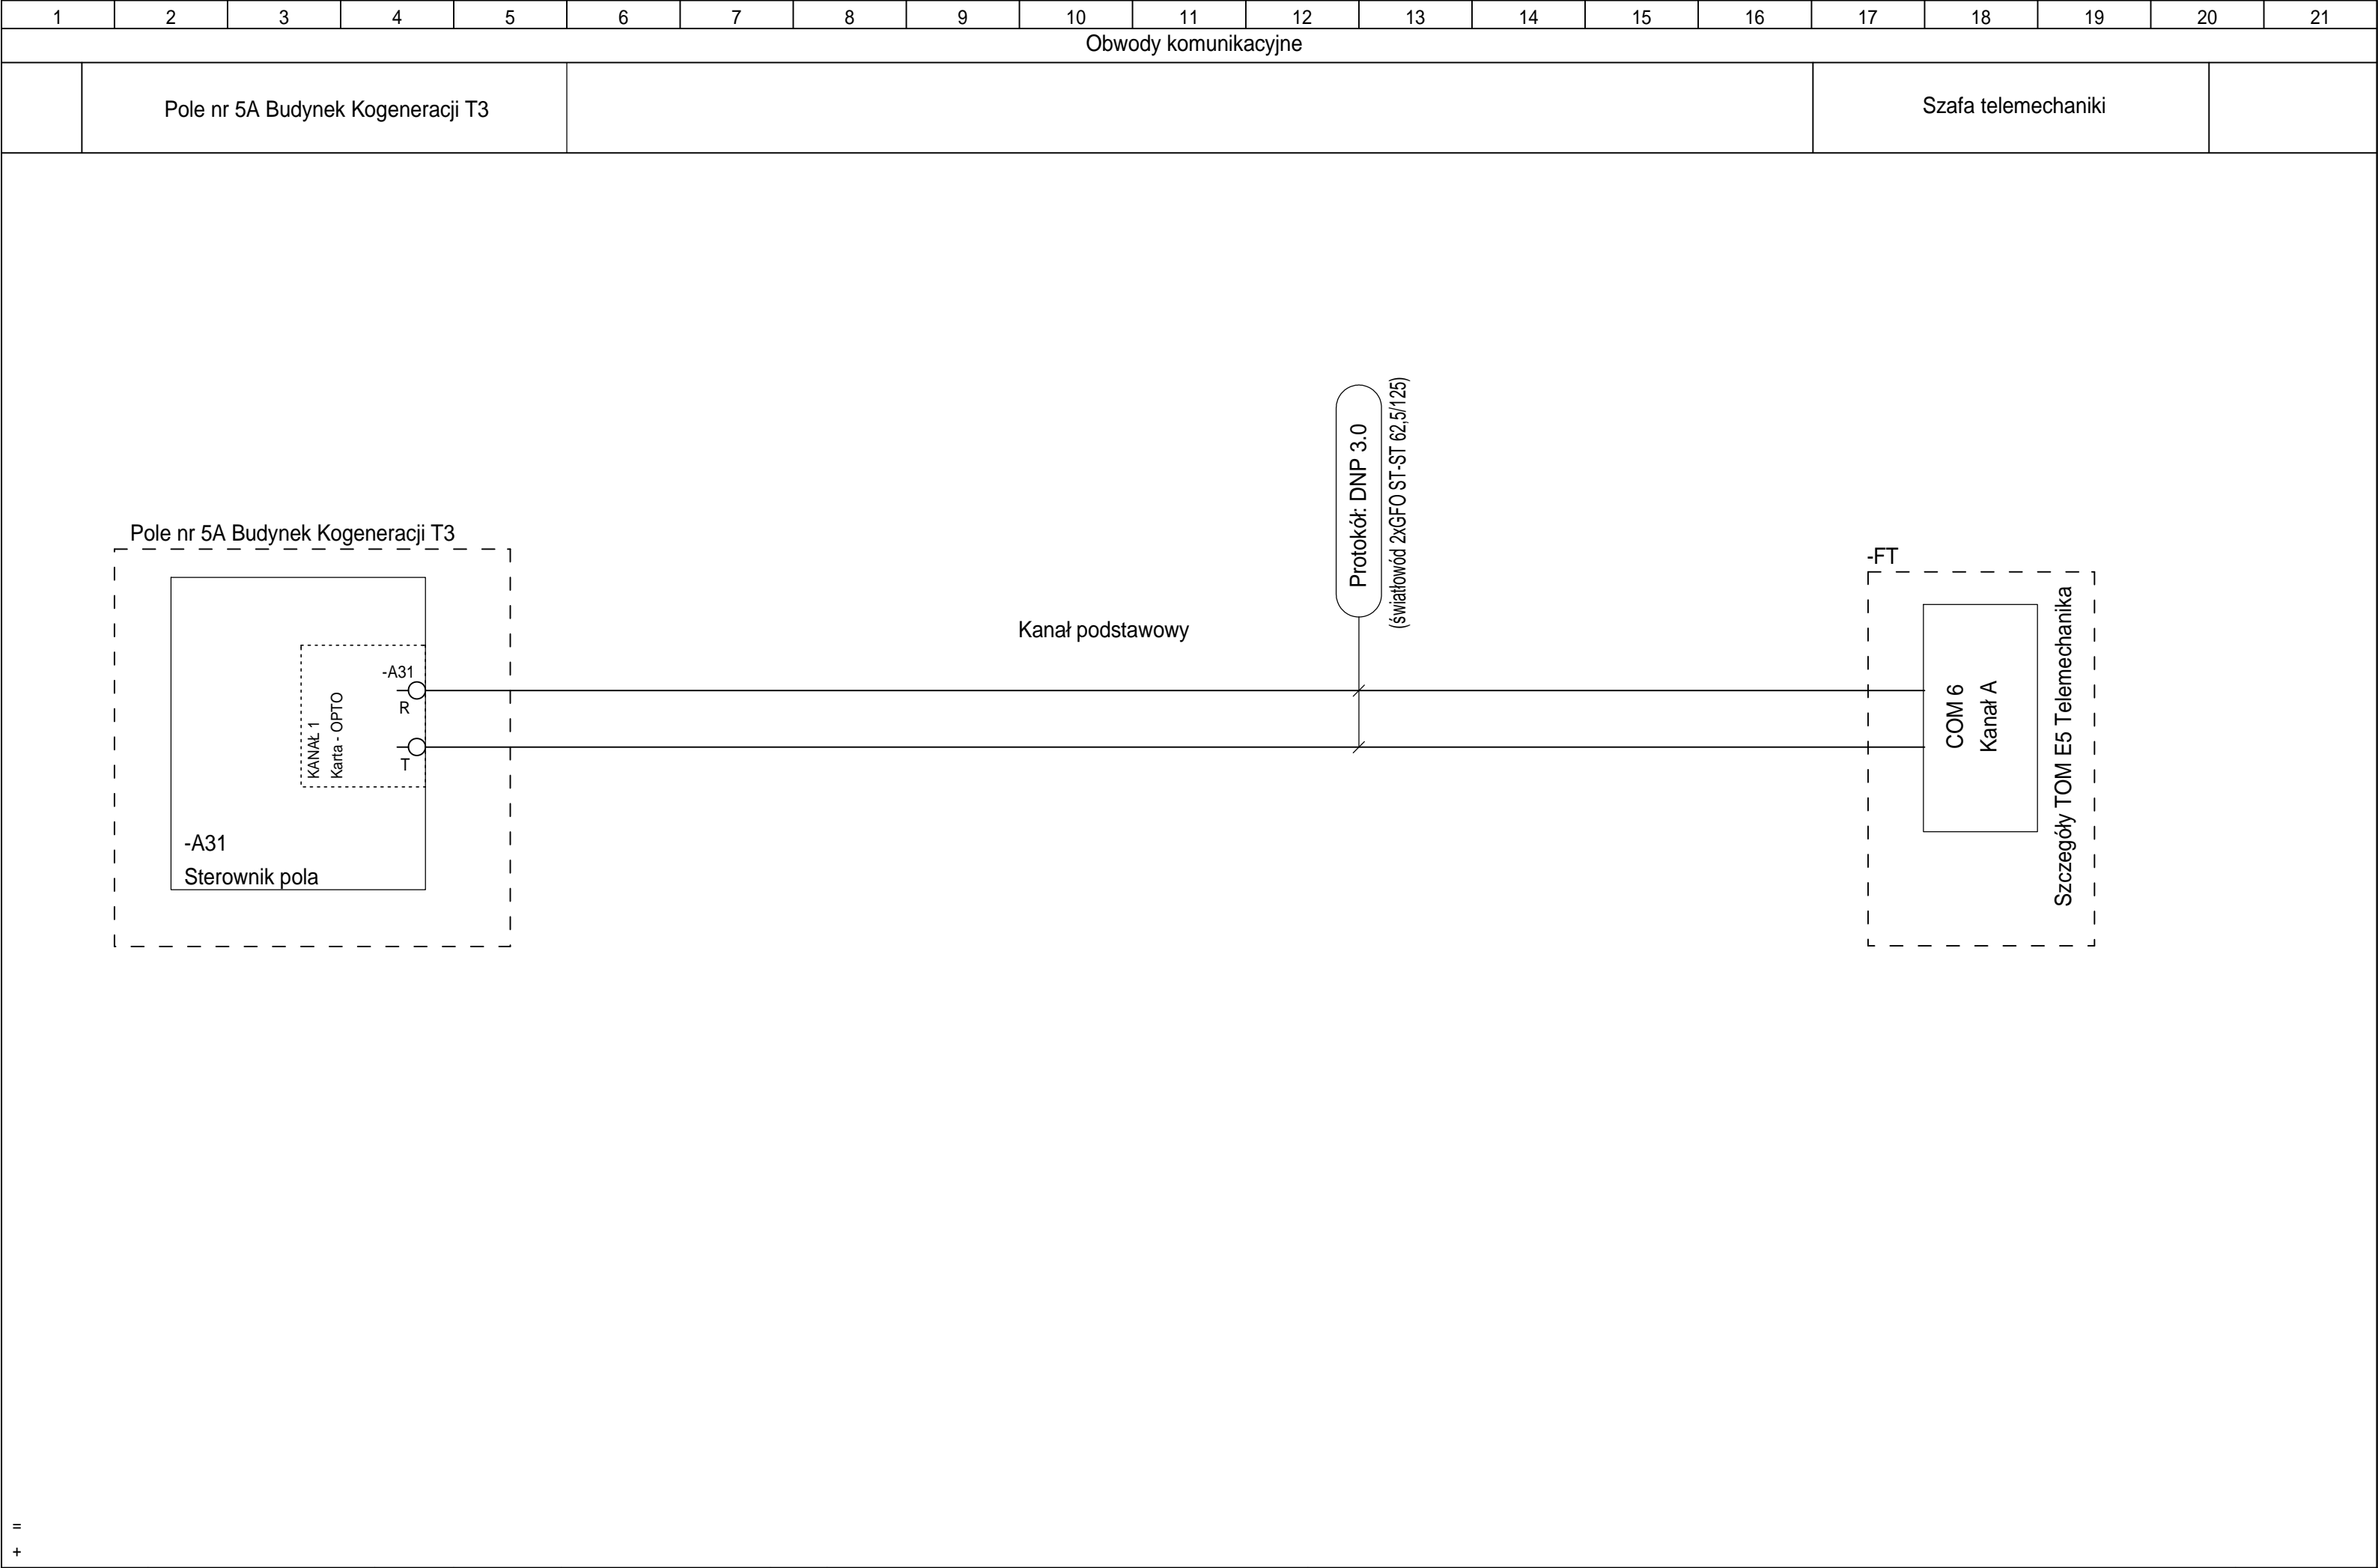 1 2 3 4 5 6 7 8 9 10 11 12 13 14 15 16 17 18 19 20 21
Obwody komunikacyjne
Pole nr 5A Budynek Kogeneracji T3
Szafa telemechaniki
Protokół: DNP 3.0
(światłowód 2xGFO ST-ST 62,5/125)
Pole nr 5A Budynek Kogeneracji T3
-FT
Kanał podstawowy
-A31
R
T
KANAŁ 1
Karta - OPTO
-A31
Sterownik pola
COM 6
Kanał A
Szczegóły TOM E5 Telemechanika
=
+